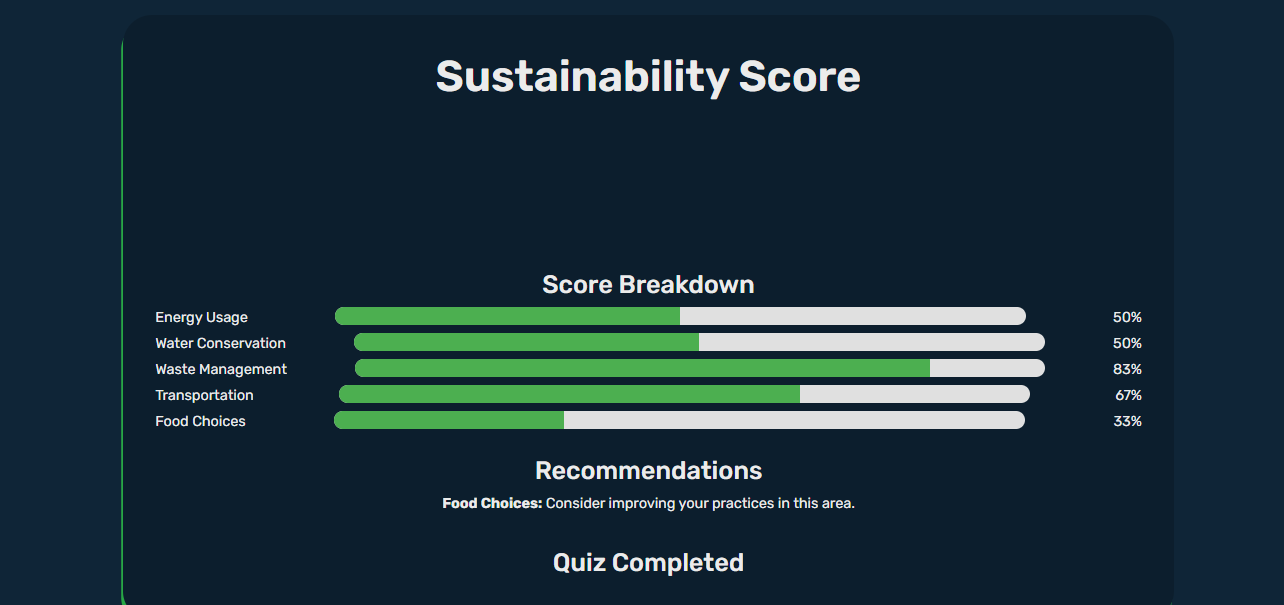 Sustainability Score
Score Breakdown
Energy Usage 50%
Water Conservation 50%
Waste Management 83%
Transportation 67%
Food Choices 33%
Recommendations
Food Choices: Consider improving your practices in this area.
Quiz Completed